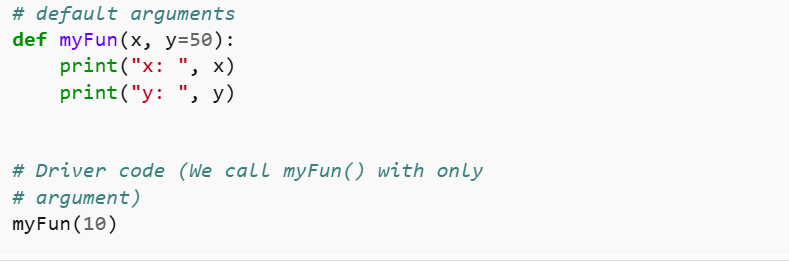 # default arguments
def myFun(x, y=50):
    print("x: ", x)
    print("y: ", y)
# Driver code (We call myFun() with only
# argument)
myFun(10)